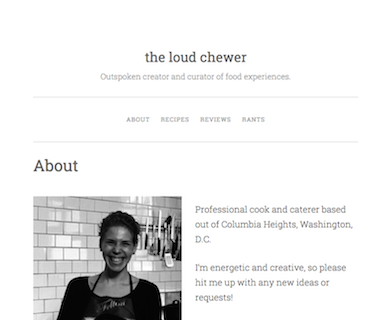 the loud chewer
Outspoken creator and curator of food experiences.
ABOUT RECIPES REVIEWS RANTS
About
Professional cook and caterer based
out of Columbia Heights, Washington,
D.C.
I'm energetic and creative, so please
hit me up with any new ideas or
requests!